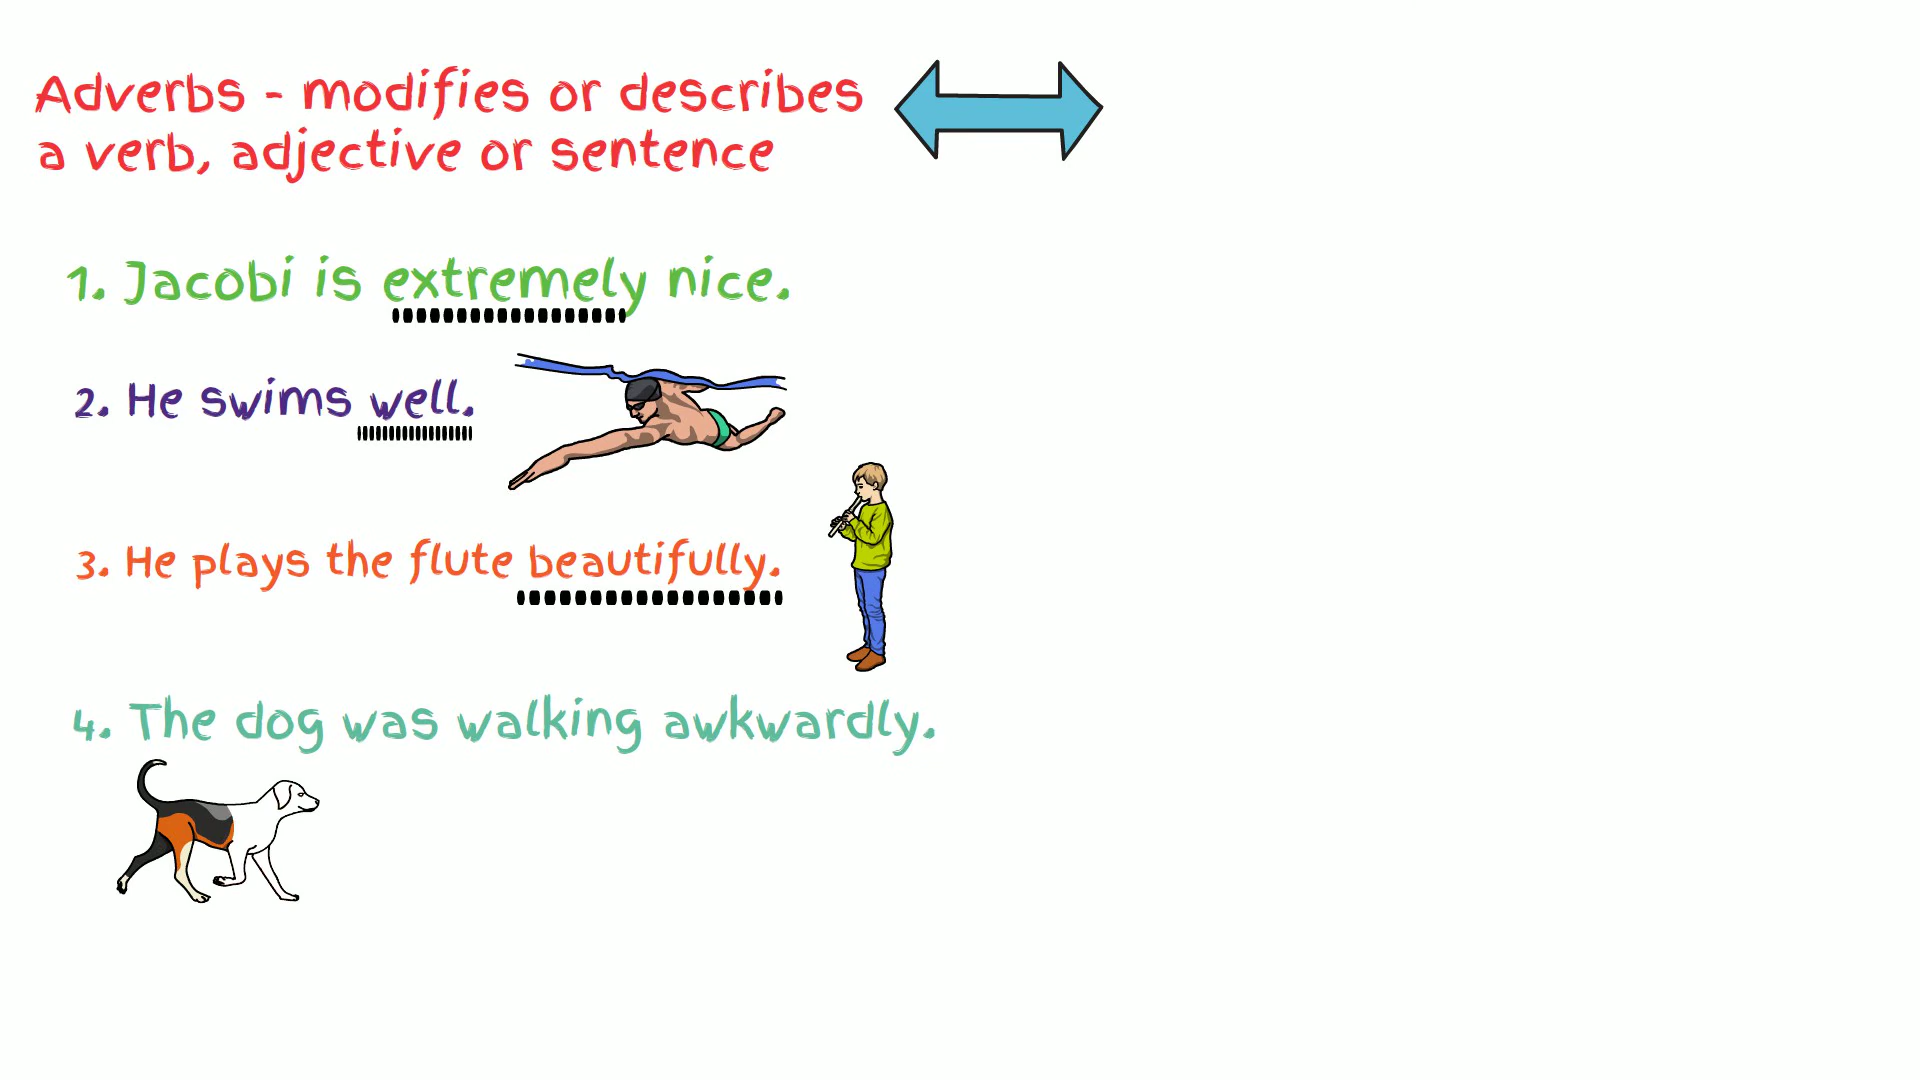 Adverbs - modifies or describes
a verb, adjective or sentence
1. Jacobi is extremely nice.
2. He swims well.
3. He plays the flute beautifully.
4. The dog was walking awkwardly.